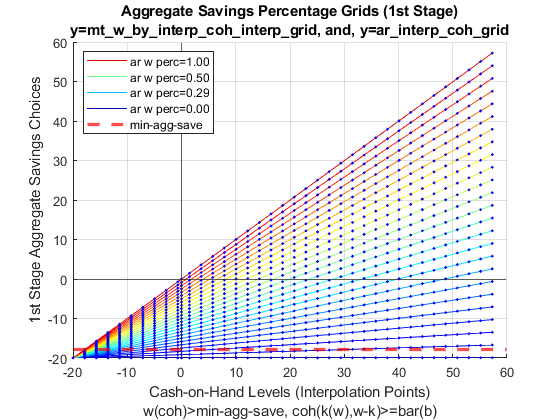 Aggregate Savings Percentage Grids (1st Stage)
y=mt_w_by_interp_coh_interp_grid, and, y=ar_interp_coh_grid
60
50
40
30
20
10
0
-10
-20
1st Stage Aggregate Savings Choices
ar w perc=1.00
ar w perc=0.50
ar w perc=0.29
ar w perc=0.00
min-agg-save
-20 -10 0 10 20 30 40 50 60
Cash-on-Hand Levels (Interpolation Points)
w(coh)>min-agg-save, coh(k(w),w-k)>=bar(b)